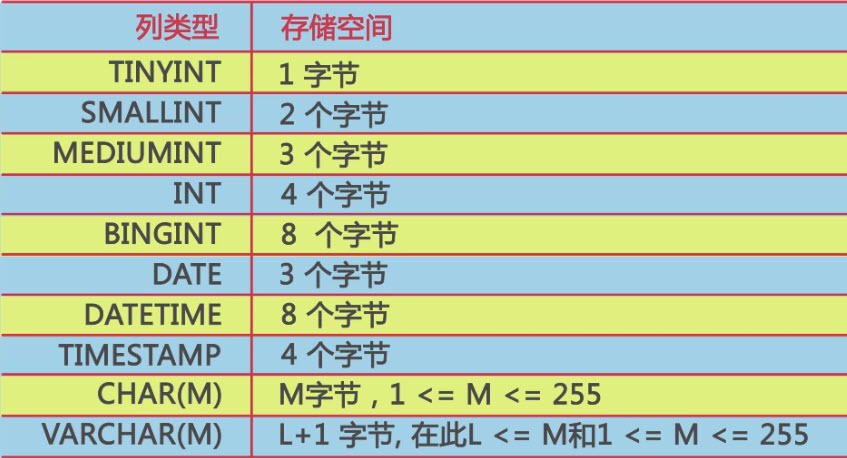 列类型 存储空间
TINYINT 1 字节
SMALLINT 2 个字节
MEDIUMINT 3 个字节
INT 4 个字节
BINGINT 8 个字节
DATE 3 个字节
DATETIME 8 个字节
TIMESTAMP 4 个字节
CHAR(M) M字节 , 1 <= M <= 255
VARCHAR(M) L+1 字节, 在此L <= M和1 <= M <= 255